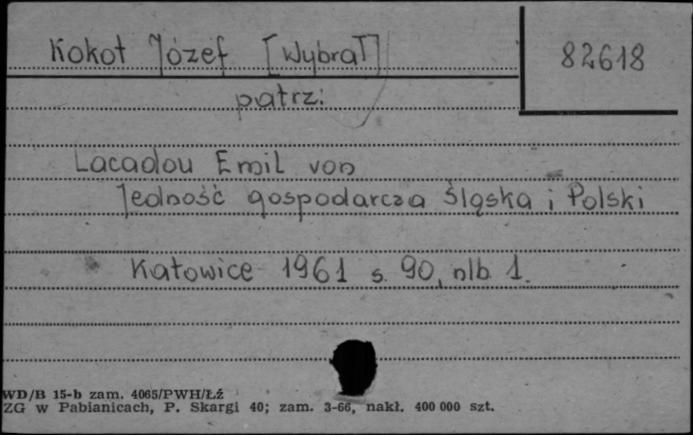 Kokot Józef [Wybrał]
82618
patrz:
Lacadou Emil von
Jedność gospodarcza Śląska i Polski
Katowice 1961 s. 90, nlb 1.
WD/B 15-b zam. 4065/PWH/Łź
ZG w Pabianicach, P. Skargi 40; zam. 3-66, nakł. 400 000 szt.